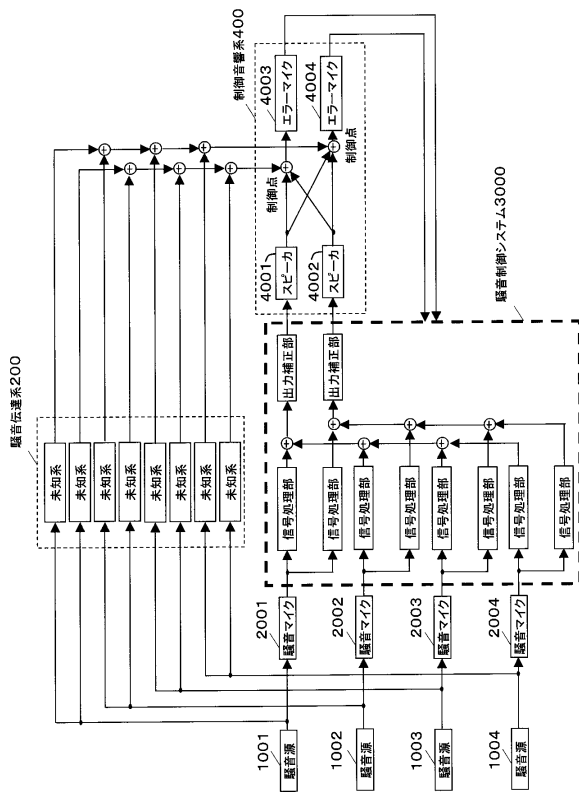 騒音伝達系200
未知系
未知系
未知系
未知系
未知系
未知系
未知系
未知系
制御音響系400
4003
エラーマイク
4004
エラーマイク
制御点
制御点
4001
スピーカ
4002
スピーカ
騒音制御システム3000
出力補正部
出力補正部
信号処理部
信号処理部
信号処理部
信号処理部
信号処理部
信号処理部
信号処理部
信号処理部
2001
騒音マイク
2002
騒音マイク
2003
騒音マイク
2004
騒音マイク
1001
騒音源
1002
騒音源
1003
騒音源
1004
騒音源